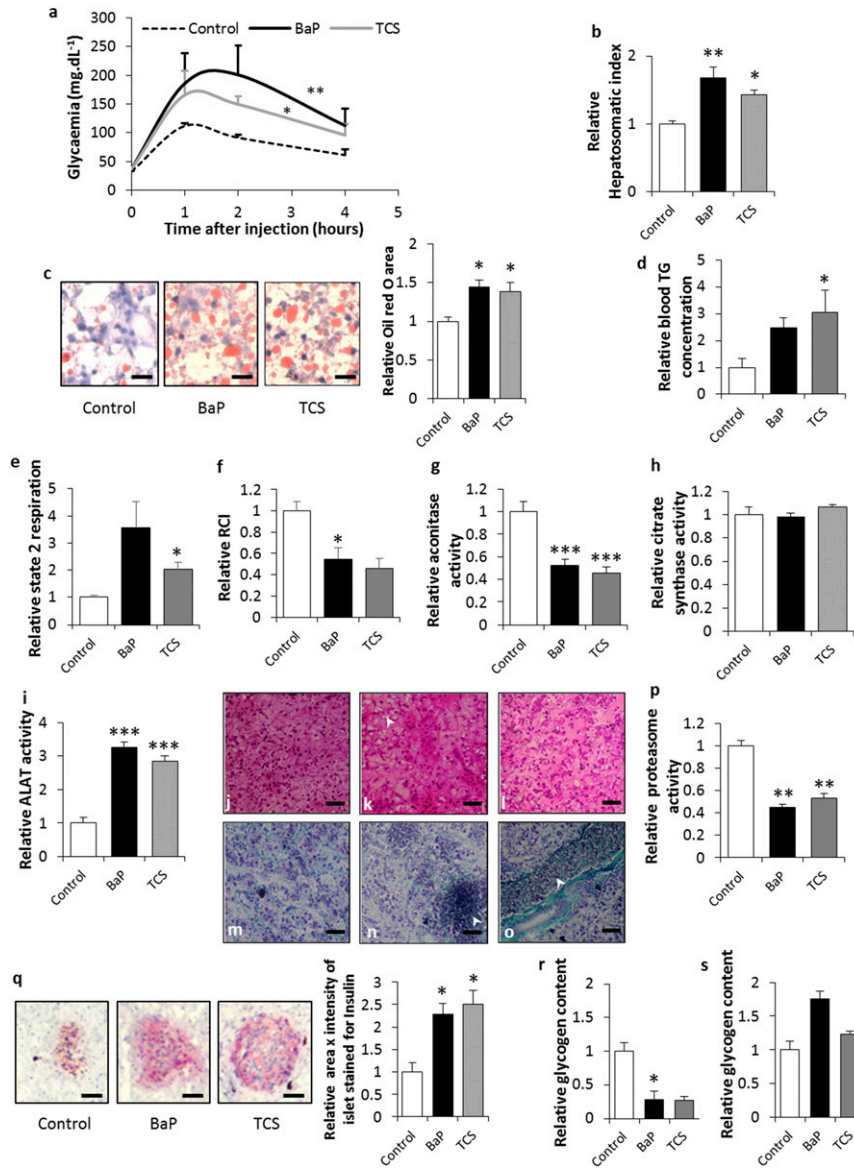 a
Control BaP TCS
Glycaemia (mg.dL-1)
300
250
200
150
100
50
0
0 1 2 3 4 5
**
*
Time after injection (hours)
b
Relative
Hepatosomatic index
2
1
0
** *
Control BaP TCS
c
Control BaP TCS
Relative Oil red O area
2
1.5
1
0.5
0
* *
Control BaP TCS
d
Relative blood TG
concentration
5
4
3
2
1
0
*
Control BaP TCS
e
Relative state 2 respiration
5
4
3
2
1
0
*
Control BaP TCS
f
Relative RCI
1.2
1
0.8
0.6
0.4
0.2
0
*
Control BaP TCS
g
Relative aconitase
activity
1.2
1
0.8
0.6
0.4
0.2
0
*** ***
Control BaP TCS
h
Relative citrate
synthase activity
1.2
1
0.8
0.6
0.4
0.2
0
Control BaP TCS
i
Relative ALAT activity
4
3
2
1
0
*** ***
Control BaP TCS
j k l
m n o
p
Relative proteasome
activity
1.2
1
0.8
0.6
0.4
0.2
0
** **
Control BaP TCS
q
Control BaP TCS
Relative area x intensity of
islet stained for Insulin
3
2.5
2
1.5
1
0.5
0
* *
Control BaP TCS
r
Relative glycogen content
2
1.5
1
0.5
0
*
Control BaP TCS
s
Relative glycogen content
2
1.5
1
0.5
0
Control BaP TCS